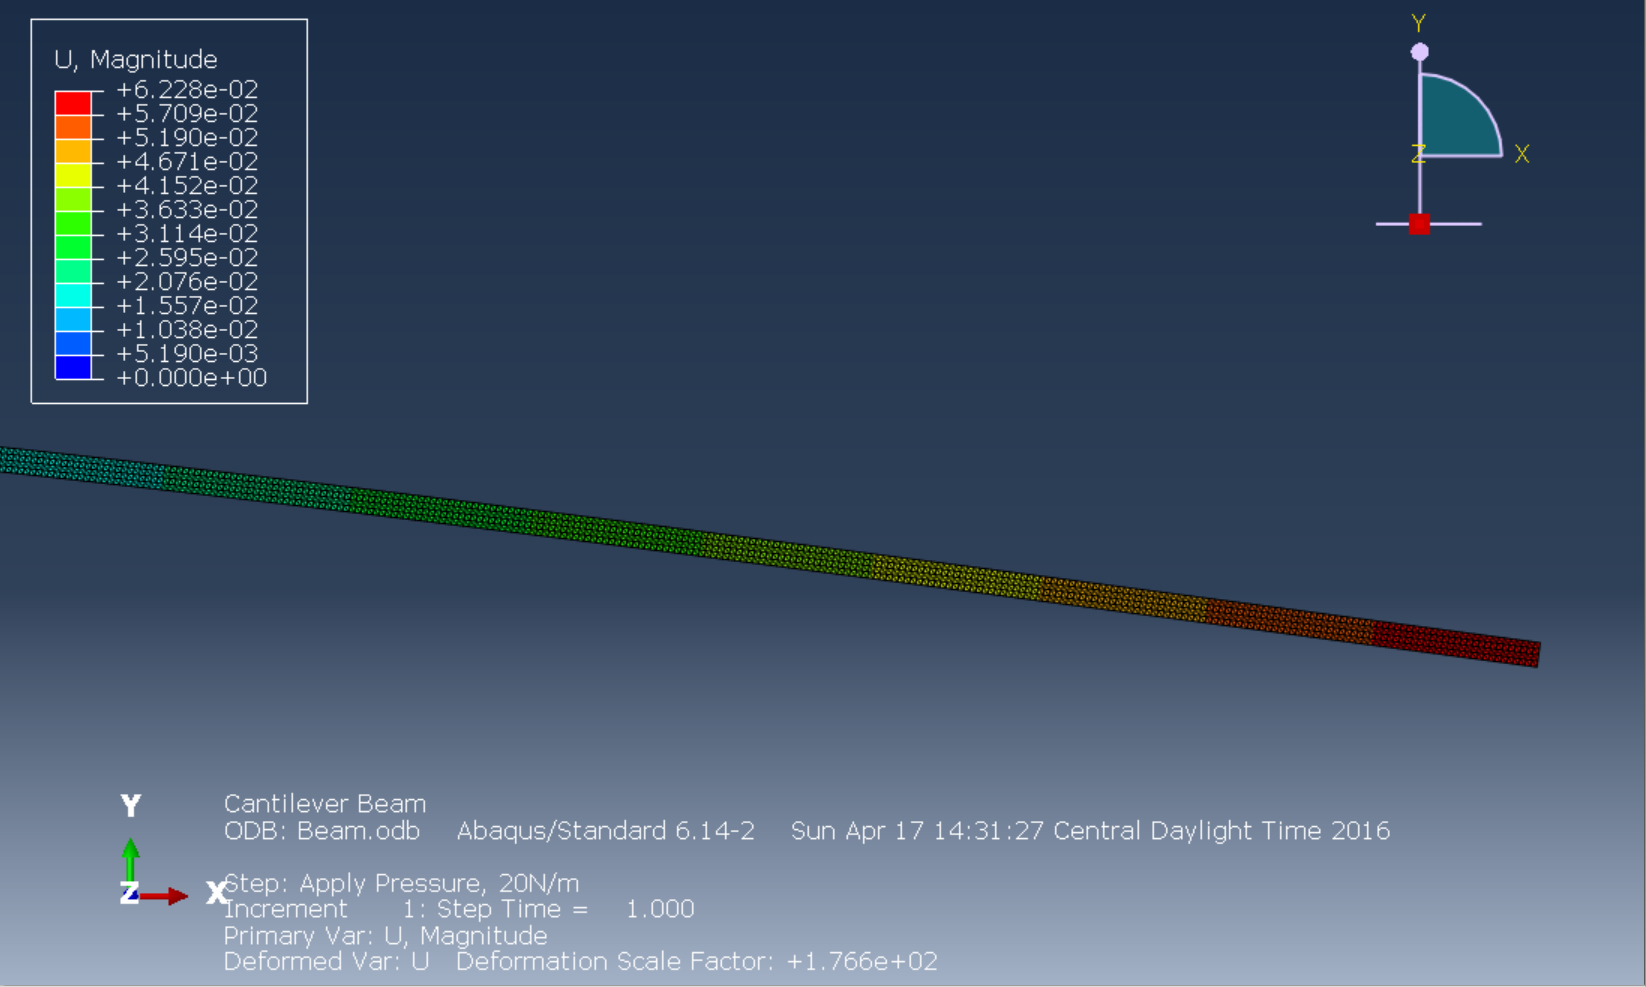 U, Magnitude
+6.228e-02
+5.709e-02
+5.190e-02
+4.671e-02
+4.152e-02
+3.633e-02
+3.114e-02
+2.595e-02
+2.076e-02
+1.557e-02
+1.038e-02
+5.190e-03
+0.000e+00
Y
Z X
Y
Z X
Cantilever Beam
ODB: Beam.odb Abaqus/Standard 6.14-2 Sun Apr 17 14:31:27 Central Daylight Time 2016
Step: Apply Pressure, 20N/m
Increment 1: Step Time = 1.000
Primary Var: U, Magnitude
Deformed Var: U Deformation Scale Factor: +1.766e+02